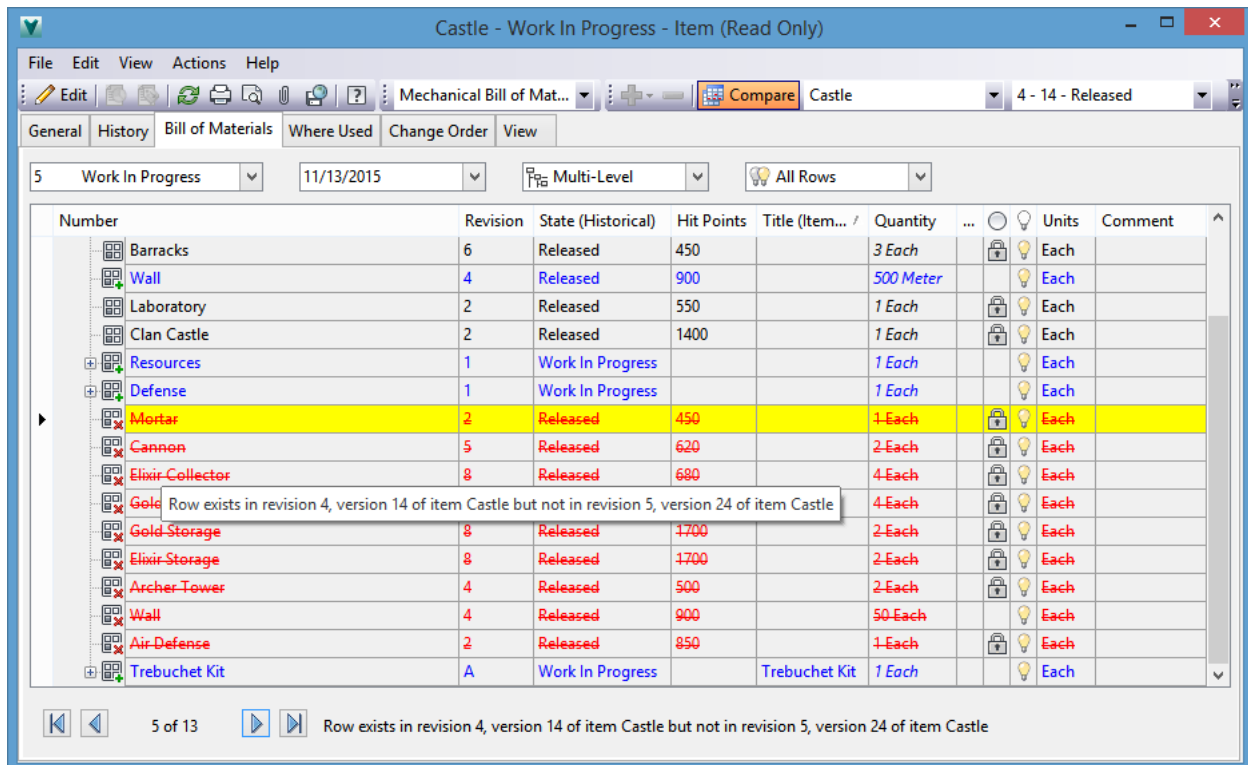 Castle - Work In Progress - Item (Read Only)
File Edit View Actions Help
Edit Mechanical Bill of Mat... Compare Castle 4 - 14 - Released
General History Bill of Materials Where Used Change Order View
5 Work In Progress 11/13/2015 Multi-Level All Rows
Number Revision State (Historical) Hit Points Title (Item... Quantity ... Units Comment
Barracks 6 Released 450 3 Each Each
Wall 4 Released 900 500 Meter Each
Laboratory 2 Released 550 1 Each Each
Clan Castle 2 Released 1400 1 Each Each
Resources 1 Work In Progress 1 Each Each
Defense 1 Work In Progress 1 Each Each
Mortar 2 Released 450 1 Each Each
Cannon 5 Released 620 2 Each Each
Elixir Collector 8 Released 680 4 Each Each
Gold 4 Each Each
Row exists in revision 4, version 14 of item Castle but not in revision 5, version 24 of item Castle
Gold Storage 8 Released 1700 2 Each Each
Elixir Storage 8 Released 1700 2 Each Each
Archer Tower 4 Released 500 2 Each Each
Wall 4 Released 900 50 Each Each
Air Defense 2 Released 850 1 Each Each
Trebuchet Kit A Work In Progress Trebuchet Kit 1 Each Each
5 of 13 Row exists in revision 4, version 14 of item Castle but not in revision 5, version 24 of item Castle